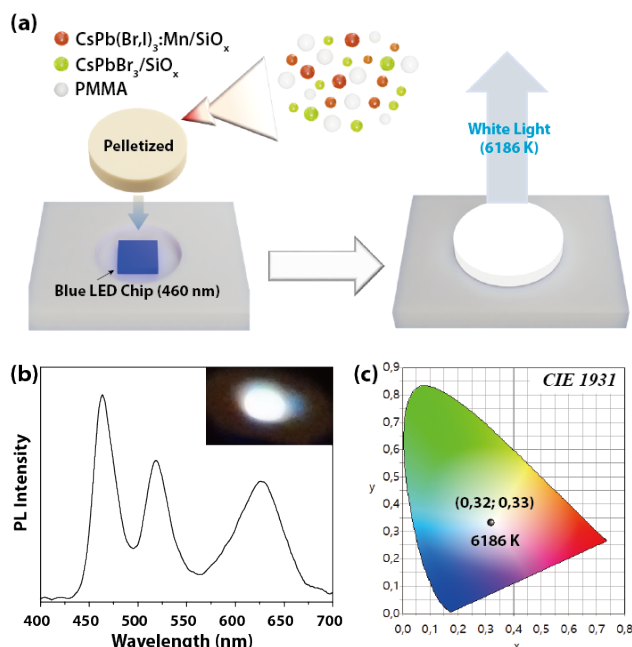 (a)
CsPb(Br,I)₃:Mn/SiOₓ
CsPbBr₃/SiOₓ
PMMA
Pelletized
Blue LED Chip (460 nm)
White Light
(6186 K)
(b)
PL Intensity
400
450
500
550
600
650
700
Wavelength (nm)
(c)
CIE 1931
0,9
0,8
0,7
0,6
0,5
0,4
0,3
0,2
0,1
0,0
y
(0,32; 0,33)
6186 K
0,0
0,1
0,2
0,3
0,4
0,5
0,6
0,7
0,8
x